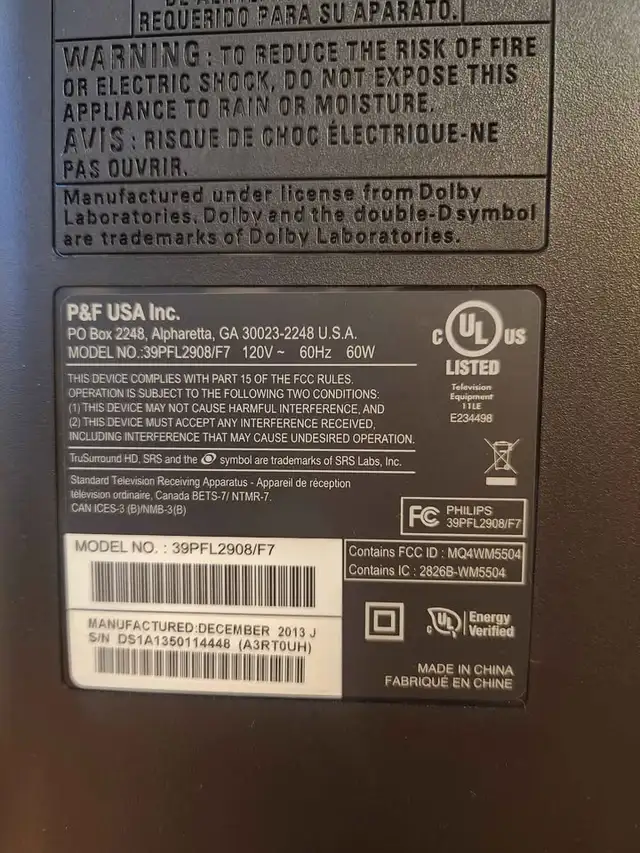 REQUERIDO PARA SU APARATO.
WARNING: TO REDUCE THE RISK OF FIRE
OR ELECTRIC SHOCK, DO NOT EXPOSE THIS
APPLIANCE TO RAIN OR MOISTURE.
AVIS: RISQUE DE CHOC ÉLECTRIQUE-NE
PAS OUVRIR.
Manufactured under license from Dolby
Laboratories. Dolby and the double-D symbol
are trademarks of Dolby Laboratories.
P&F USA Inc.
PO Box 2248, Alpharetta, GA 30023-2248 U.S.A.
MODEL NO.:39PFL2908/F7 120V ~ 60Hz 60W
C UL US
LISTED
Television
Equipment
11LE
E234498
THIS DEVICE COMPLIES WITH PART 15 OF THE FCC RULES.
OPERATION IS SUBJECT TO THE FOLLOWING TWO CONDITIONS:
(1) THIS DEVICE MAY NOT CAUSE HARMFUL INTERFERENCE, AND
(2) THIS DEVICE MUST ACCEPT ANY INTERFERENCE RECEIVED,
INCLUDING INTERFERENCE THAT MAY CAUSE UNDESIRED OPERATION.
TruSurround HD, SRS and the symbol are trademarks of SRS Labs, Inc.
Standard Television Receiving Apparatus - Appareil de réception
télévision ordinaire, Canada BETS-7/ NTMR-7.
CAN ICES-3 (B)/NMB-3(B)
FC PHILIPS
39PFL2908/F7
MODEL NO. : 39PFL2908/F7
Contains FCC ID : MQ4WM5504
Contains IC : 2826B-WM5504
MANUFACTURED:DECEMBER 2013 J
S/N DS1A1350114448 (A3RT0UH)
C UL Energy
Verified
MADE IN CHINA
FABRIQUÉ EN CHINE